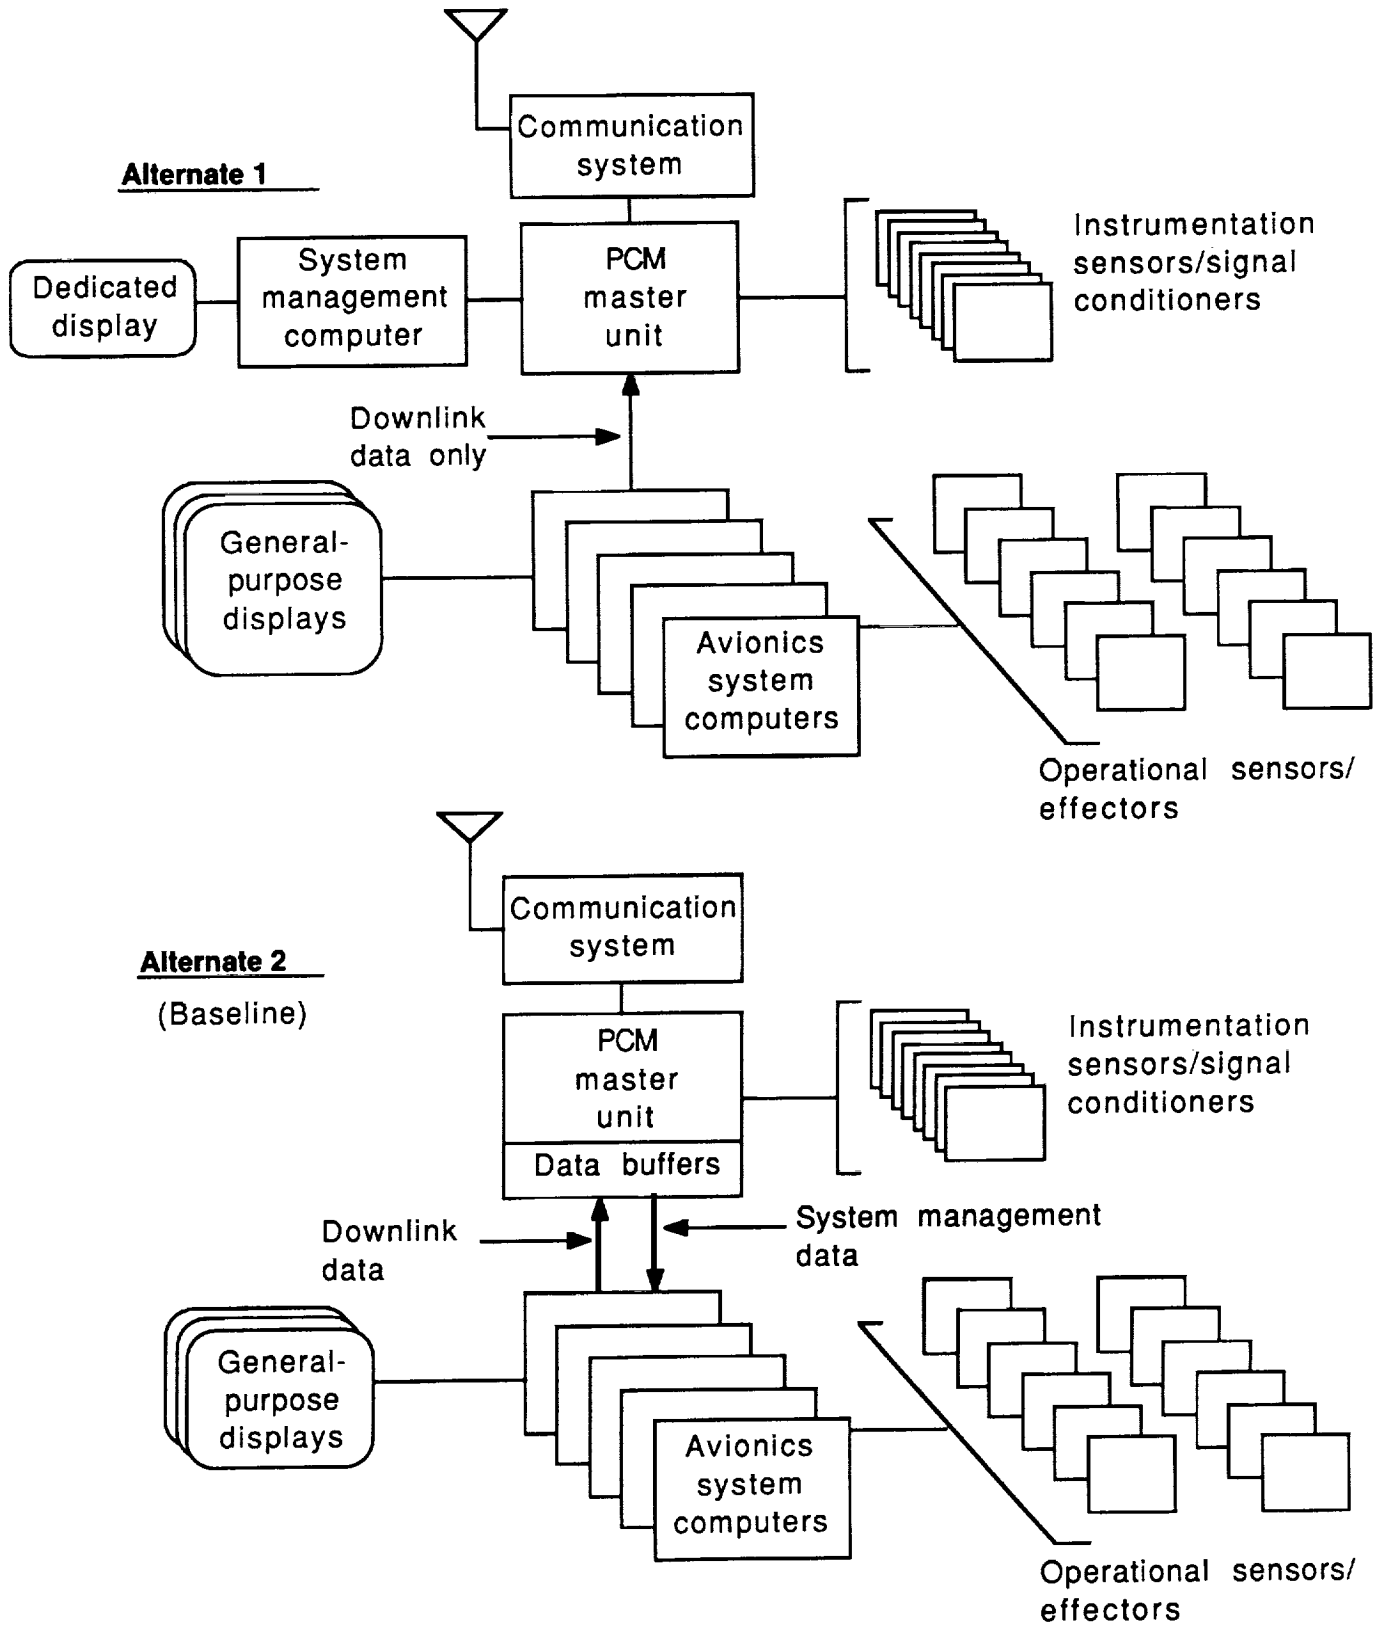 Communication
system
Alternate 1
Dedicated
display
System
management
computer
PCM
master
unit
Instrumentation
sensors/signal
conditioners
Downlink
data only
General-
purpose
displays
Avionics
system
computers
Operational sensors/
effectors
Communication
system
Alternate 2
(Baseline)
PCM
master
unit
Data buffers
Instrumentation
sensors/signal
conditioners
Downlink
data
System management
data
General-
purpose
displays
Avionics
system
computers
Operational sensors/
effectors